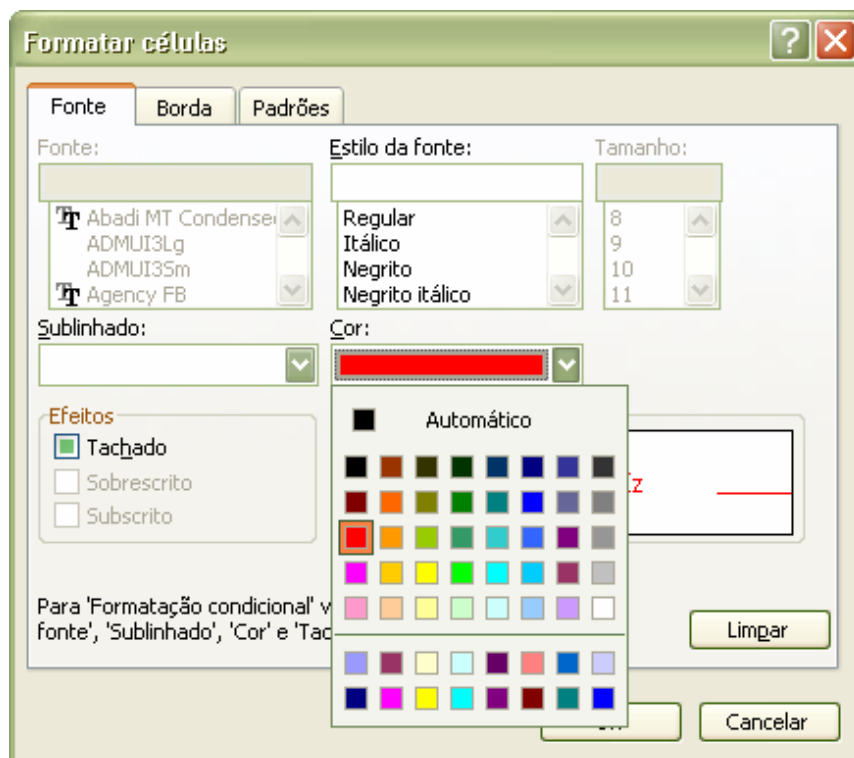 Formatar células
Fonte Borda Padrões
Fonte: Estilo da fonte: Tamanho:
Abadi MT Condensed Regular 8
ADMUI3Lg Itálico 9
ADMUI3Sm Negrito 10
Agency FB Negrito itálico 11
Sublinhado: Cor:
Efeitos Automático
Tachado
Sobrescrito
Subscrito
Para 'Formatação condicional' v
fonte', 'Sublinhado', 'Cor' e 'Tac
Limpar
Cancelar